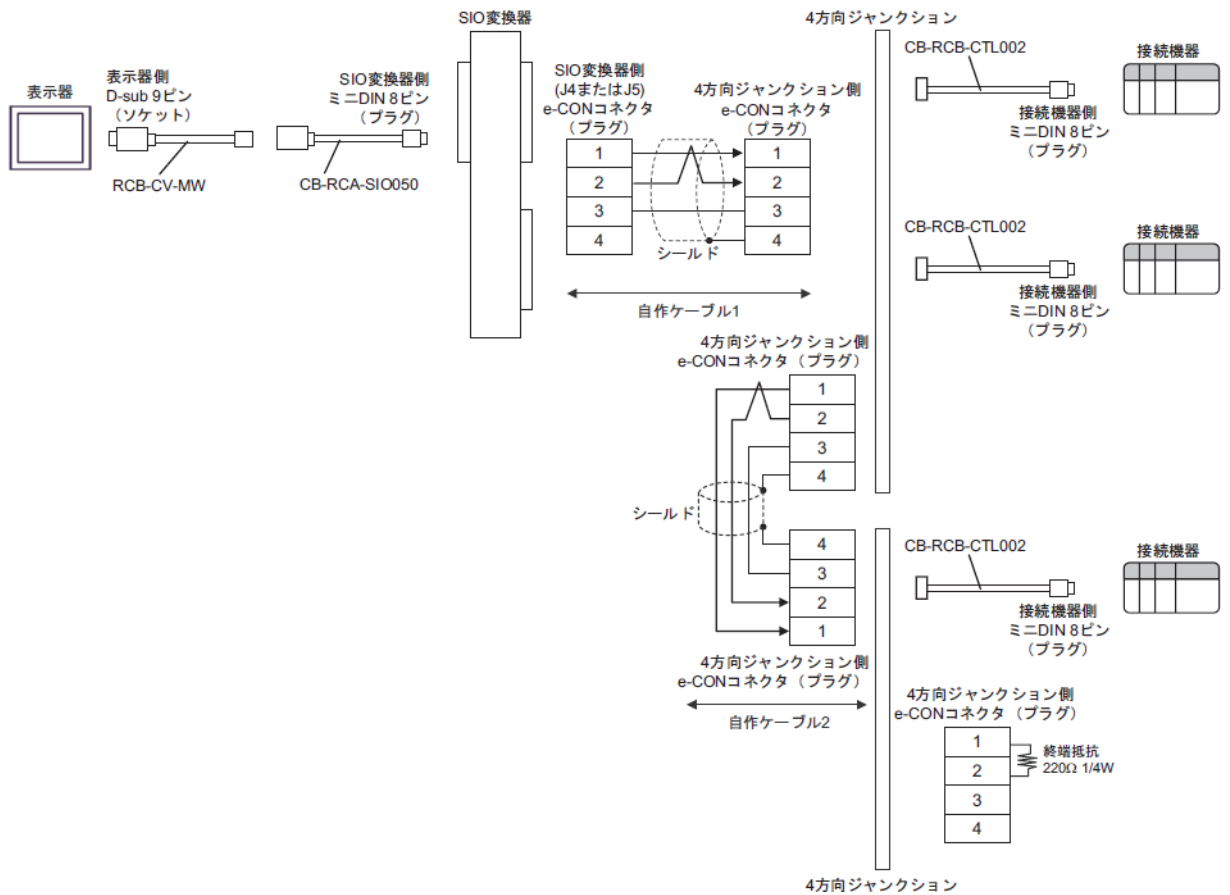 SIO変換器
4方向ジャンクション
表示器
表示器側
D-sub 9ピン
（ソケット）
RCB-CV-MW
SIO変換器側
ミニDIN 8ピン
（プラグ）
CB-RCA-SIO050
SIO変換器側
(J4またはJ5)
e-CONコネクタ
（プラグ）
1
2
3
4
4方向ジャンクション側
e-CONコネクタ
（プラグ）
1
2
3
4
シールド
自作ケーブル1
CB-RCB-CTL002
接続機器側
ミニDIN 8ピン
（プラグ）
接続機器
CB-RCB-CTL002
接続機器側
ミニDIN 8ピン
（プラグ）
接続機器
4方向ジャンクション側
e-CONコネクタ（プラグ）
1
2
3
4
シールド
4
3
2
1
4方向ジャンクション側
e-CONコネクタ（プラグ）
自作ケーブル2
CB-RCB-CTL002
接続機器側
ミニDIN 8ピン
（プラグ）
接続機器
4方向ジャンクション側
e-CONコネクタ（プラグ）
1
2
3
4
終端抵抗
220Ω 1/4W
4方向ジャンクション